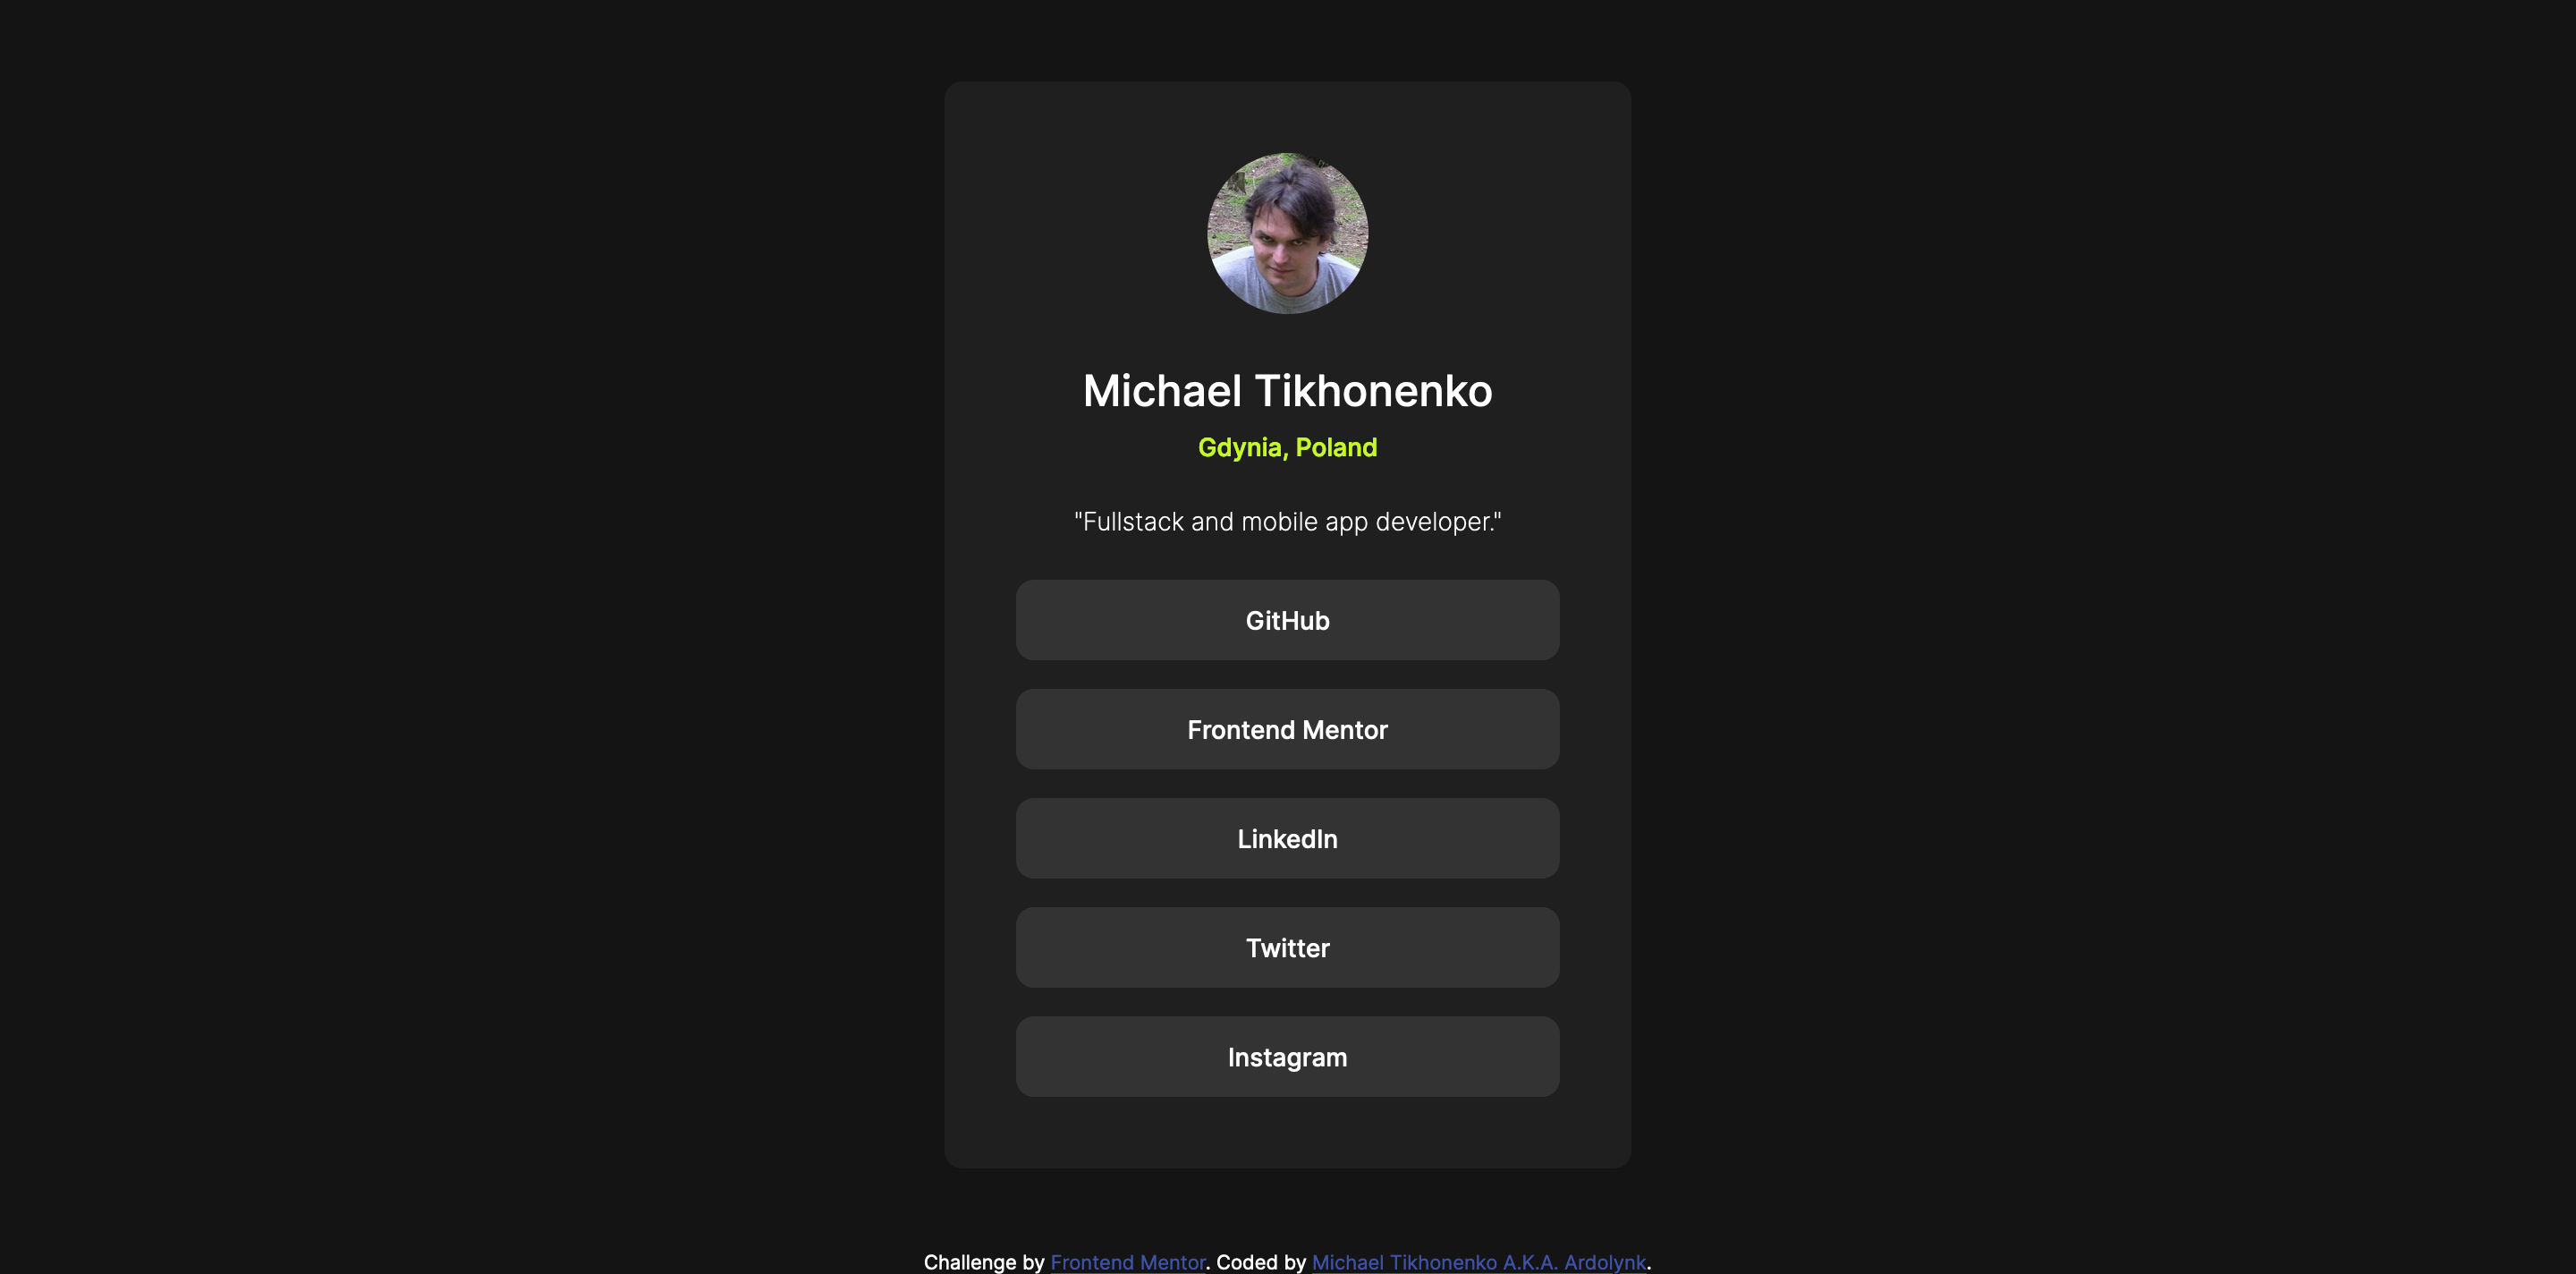 Michael Tikhonenko
Gdynia, Poland
"Fullstack and mobile app developer."
GitHub
Frontend Mentor
LinkedIn
Twitter
Instagram
Challenge by Frontend Mentor. Coded by Michael Tikhonenko A.K.A. Ardolynk.